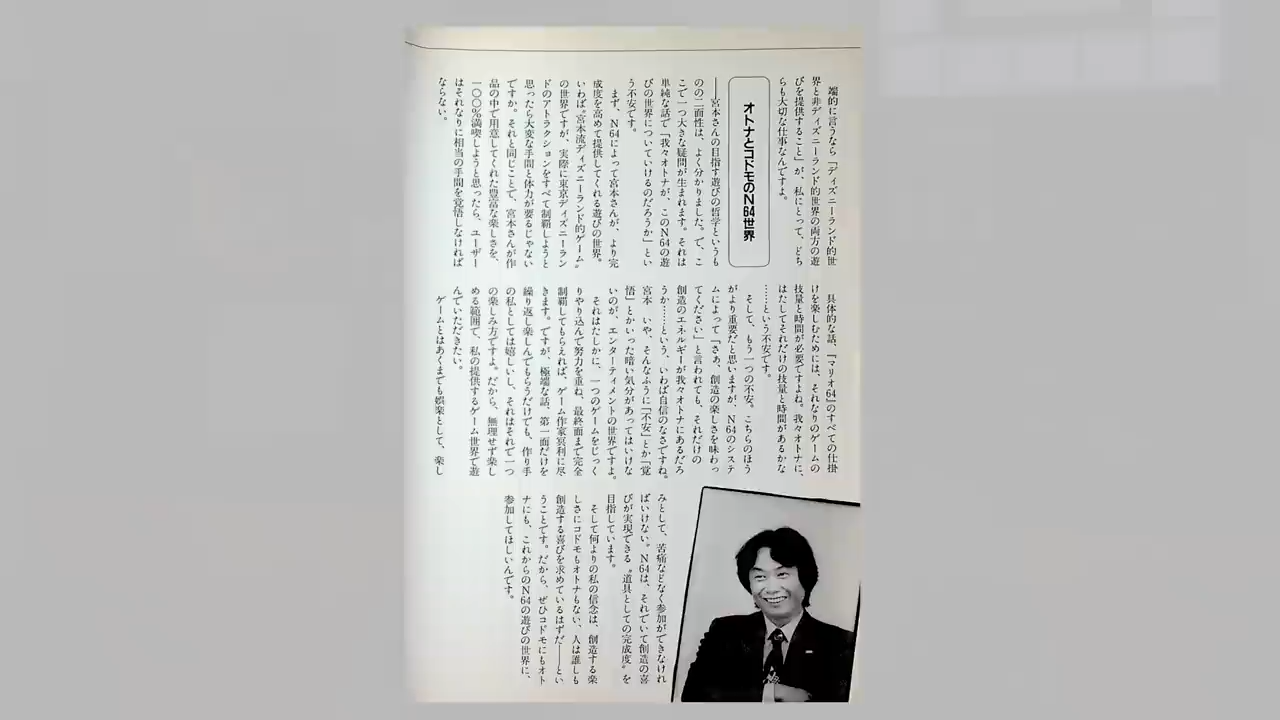 端的に言うなら「ディズニーランド的世
界と非ディズニーランド的世界の両方の遊
びを提供すること」が、私にとって、どち
らも大切な仕事なんですよ。
オトナとコドモのN64世界
──宮本さんの目指す遊びの哲学というも
のの二面性は、よく分かりました。で、こ
こで一つ大きな疑問が生まれます。それは
単純な話で「我々オトナが、このN64の遊
びの世界についていけるのだろうか」とい
う不安です。
まず、N64によって宮本さんが、より完
成度を高めて提供してくれる遊びの世界。
いわば〝宮本流ディズニーランド的ゲーム〟
の世界ですが、実際に東京ディズニーラン
ドのアトラクションをすべて制覇しようと
思ったら大変な手間と体力が要るじゃない
ですか。それと同じことで、宮本さんが作
品の中で用意してくれた豊富な楽しさを、
一〇〇%満喫しようと思ったら、ユーザー
はそれなりに相当の手間を覚悟しなければ
ならない。
具体的な話、『マリオ64』のすべての仕掛
けを楽しむためには、それなりのゲームの
技量と時間が必要ですよね。我々オトナに、
はたしてそれだけの技量と時間があるかな
……という不安です。
そして、もう一つの不安。こちらのほう
がより重要だと思いますが、N64のシステ
ムによって「さあ、創造の楽しさを味わっ
てください」と言われても、それだけの
創造のエネルギーが我々オトナにあるだろ
うか……という、いわば自信のなさですね。
宮本　いや、そんなふうに「不安」とか「覚
悟」とかいった暗い気分があってはいけな
いのが、エンターティメントの世界ですよ。
それはたしかに、一つのゲームをじっく
りやり込んで努力を重ね、最終面まで完全
制覇してもらえれば、ゲーム作家冥利に尽
きます。ですが、極端な話、第一面だけを
繰り返し楽しんでもらうだけでも、作り手
の私としては嬉しいし、それはそれで一つ
の楽しみ方ですよ。だから、無理せず楽し
める範囲で、私の提供するゲーム世界で遊
んでいただきたい。
ゲームとはあくまでも娯楽として、楽し
みとして、苦痛などなく参加ができなけれ
ばいけない。N64は、それでいて創造の喜
びが実現できる〝道具としての完成度〟を
目指しています。
そして何よりの私の信念は、創造する楽
しさにコドモもオトナもない、人は誰しも
創造する喜びを求めているはずだ──とい
うことです。だから、ぜひコドモにもオト
ナにも、これからのN64の遊びの世界に、
参加してほしいんです。